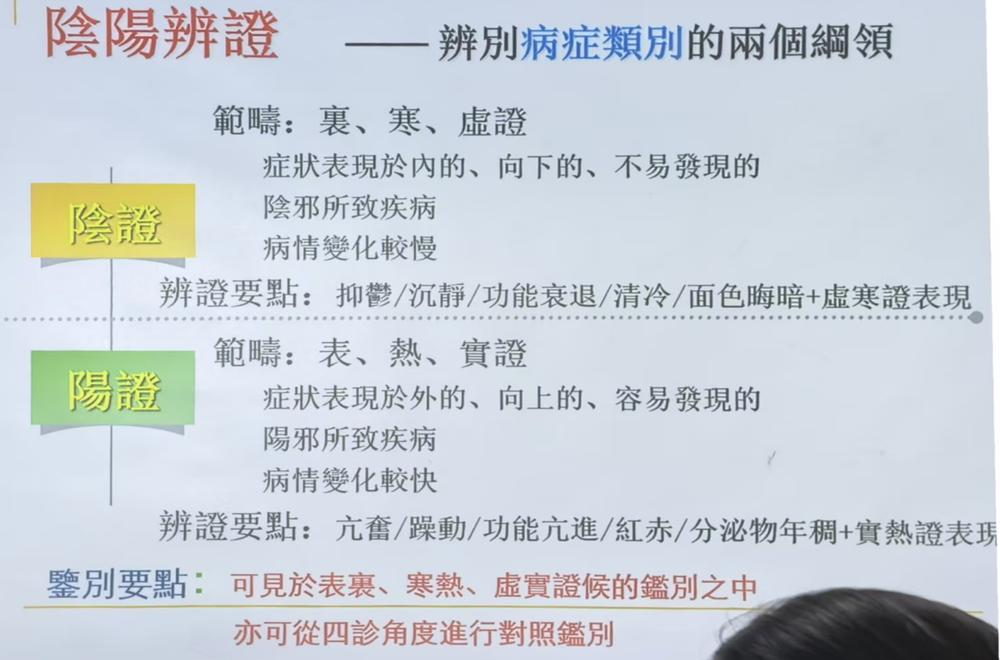 陰陽辨證 ——辨別病症類別的兩個綱領
範疇：裏、寒、虛證
症狀表現於內的、向下的、不易發現的
陰證
陰邪所致疾病
病情變化較慢
辨證要點：抑鬱/沉靜/功能衰退/清冷/面色晦暗+虛寒證表現
範疇：表、熱、實證
陽證
症狀表現於外的、向上的、容易發現的
陽邪所致疾病
病情變化較快
辨證要點：亢奮/躁動/功能亢進/紅赤/分泌物年稠+實熱證表現
鑒別要點：可見於表裏、寒熱、虛實證候的鑑別之中
亦可從四診角度進行對照鑑別